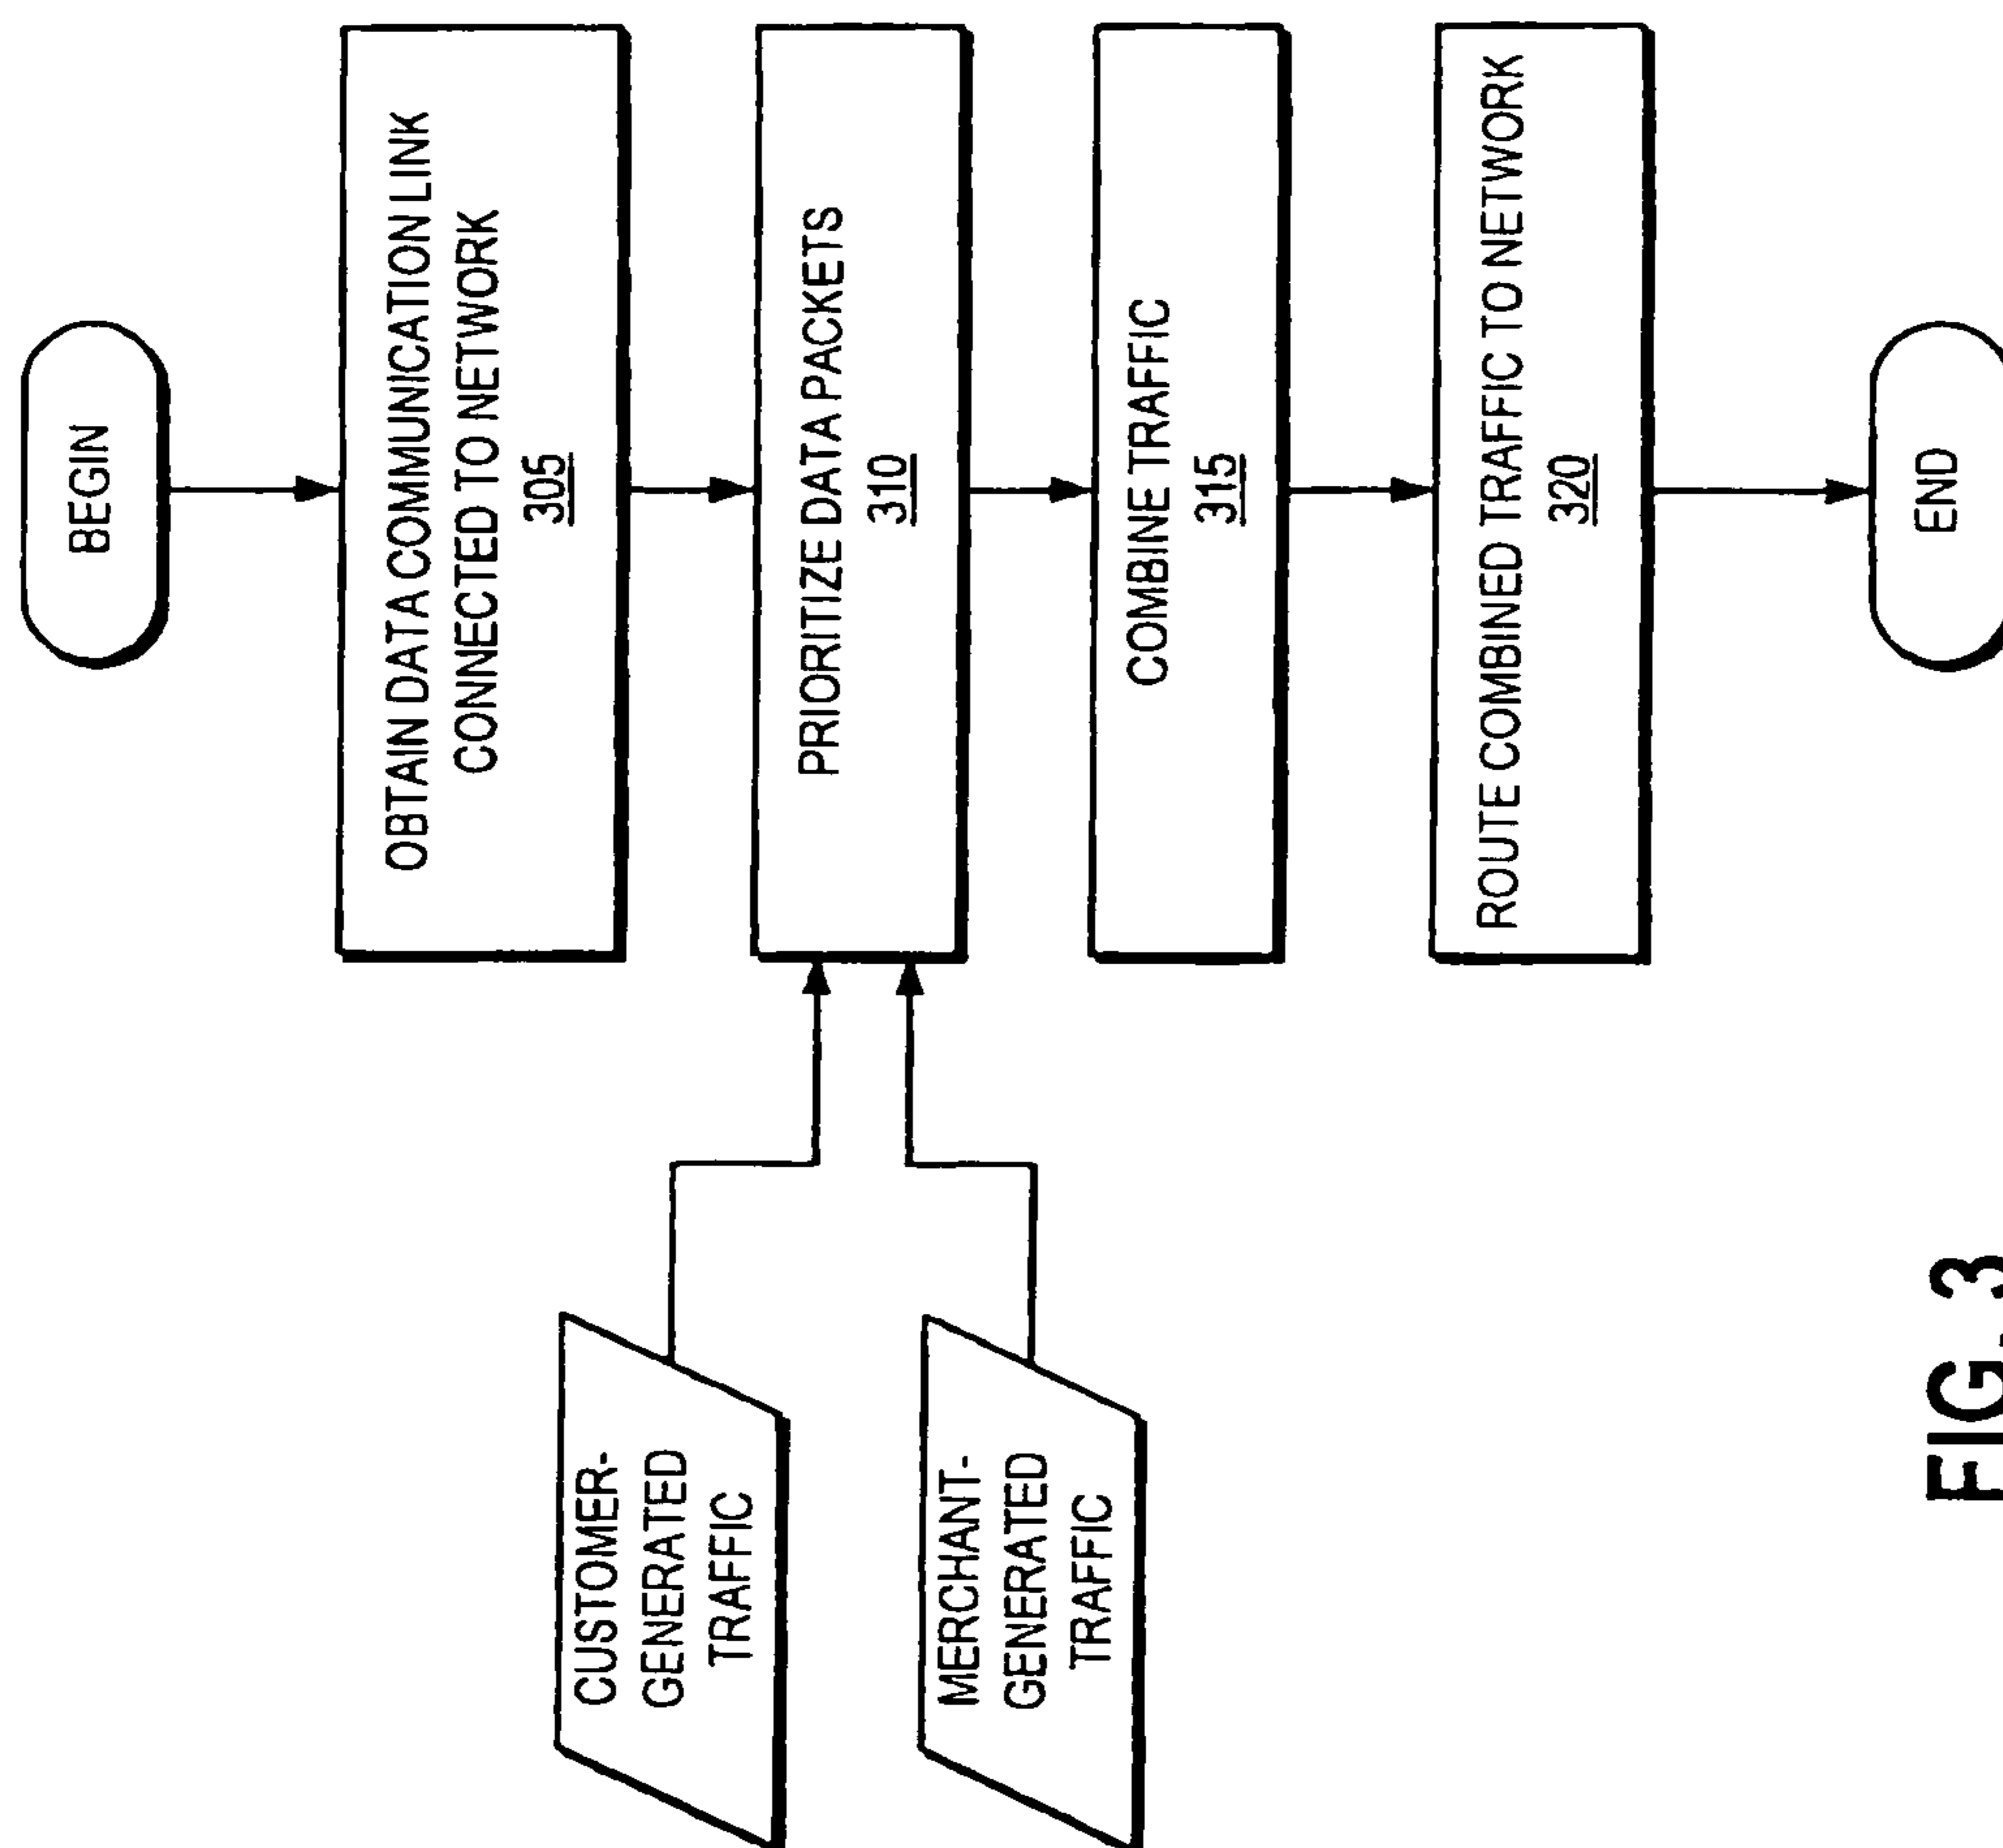 BEGIN
OBTAIN DATA COMMUNICATION LINK
CONNECTED TO NETWORK
305
CUSTOMER-
GENERATED
TRAFFIC
PRIORITIZE DATA PACKETS
310
MERCHANT-
GENERATED
TRAFFIC
COMBINE TRAFFIC
315
ROUTE COMBINED TRAFFIC TO NETWORK
320
END
FIG. 3